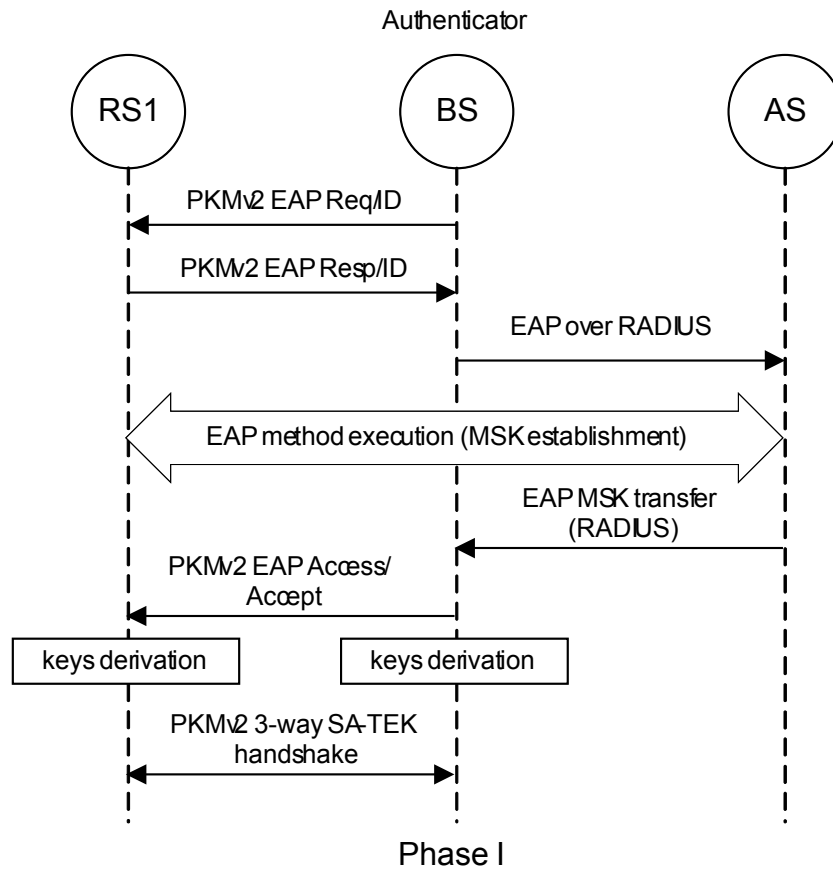 Authenticator
RS1
BS
AS
PKMv2 EAP Req/ID
PKMv2 EAP Resp/ID
EAP over RADIUS
EAP method execution (MSK establishment)
EAP MSK transfer
(RADIUS)
PKMv2 EAP Access/
Accept
keys derivation
keys derivation
PKMv2 3-way SA-TEK
handshake
Phase I